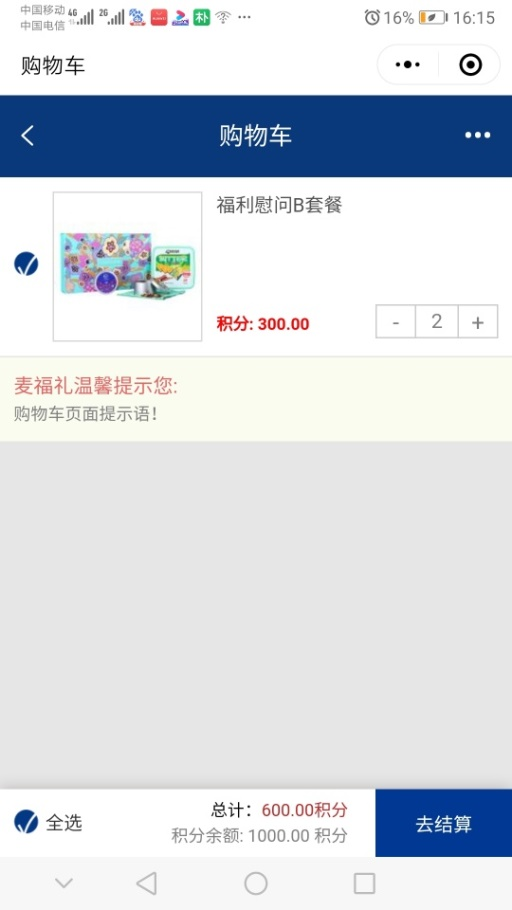 中国移动 4G 2G 朴 ··· 16% 16:15
中国电信
购物车
购物车
福利慰问B套餐
积分: 300.00
- 2 +
麦福礼温馨提示您:
购物车页面提示语！
总计：600.00积分
全选
去结算
积分余额: 1000.00 积分